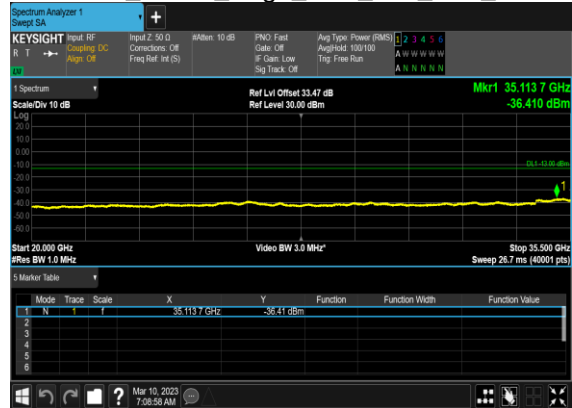 Spectrum Analyzer 1
Swept SA
+
KEYSIGHT Input: RF Input Z: 50 Ω #Atten: 10 dB PNO: Fast Avg Type: Power (RMS) 1 2 3 4 5 6
R T Coupling: DC Corrections: Off Gate: Off Avg|Hold: 100/100 A W W W W W
Align: Off Freq Ref: Int (S) IF Gain: Low Trig: Free Run
Sig Track: Off A N N N N N
1 Spectrum Ref Lvl Offset 33.47 dB Mkr1 35.113 7 GHz
Scale/Div 10 dB Ref Level 30.00 dBm -36.410 dBm
Log
20.0
10.0
0.00
-10.0 DL1 -13.00 dBm
-20.0
-30.0 1
-40.0
-50.0
-60.0
Start 20.000 GHz Video BW 3.0 MHz* Stop 35.500 GHz
#Res BW 1.0 MHz Sweep 26.7 ms (40001 pts)
5 Marker Table
Mode Trace Scale X Y Function Function Width Function Value
1 N 1 f 35.113 7 GHz -36.41 dBm
2
3
4
5
6
? Mar 10, 2023
7:08:58 AM